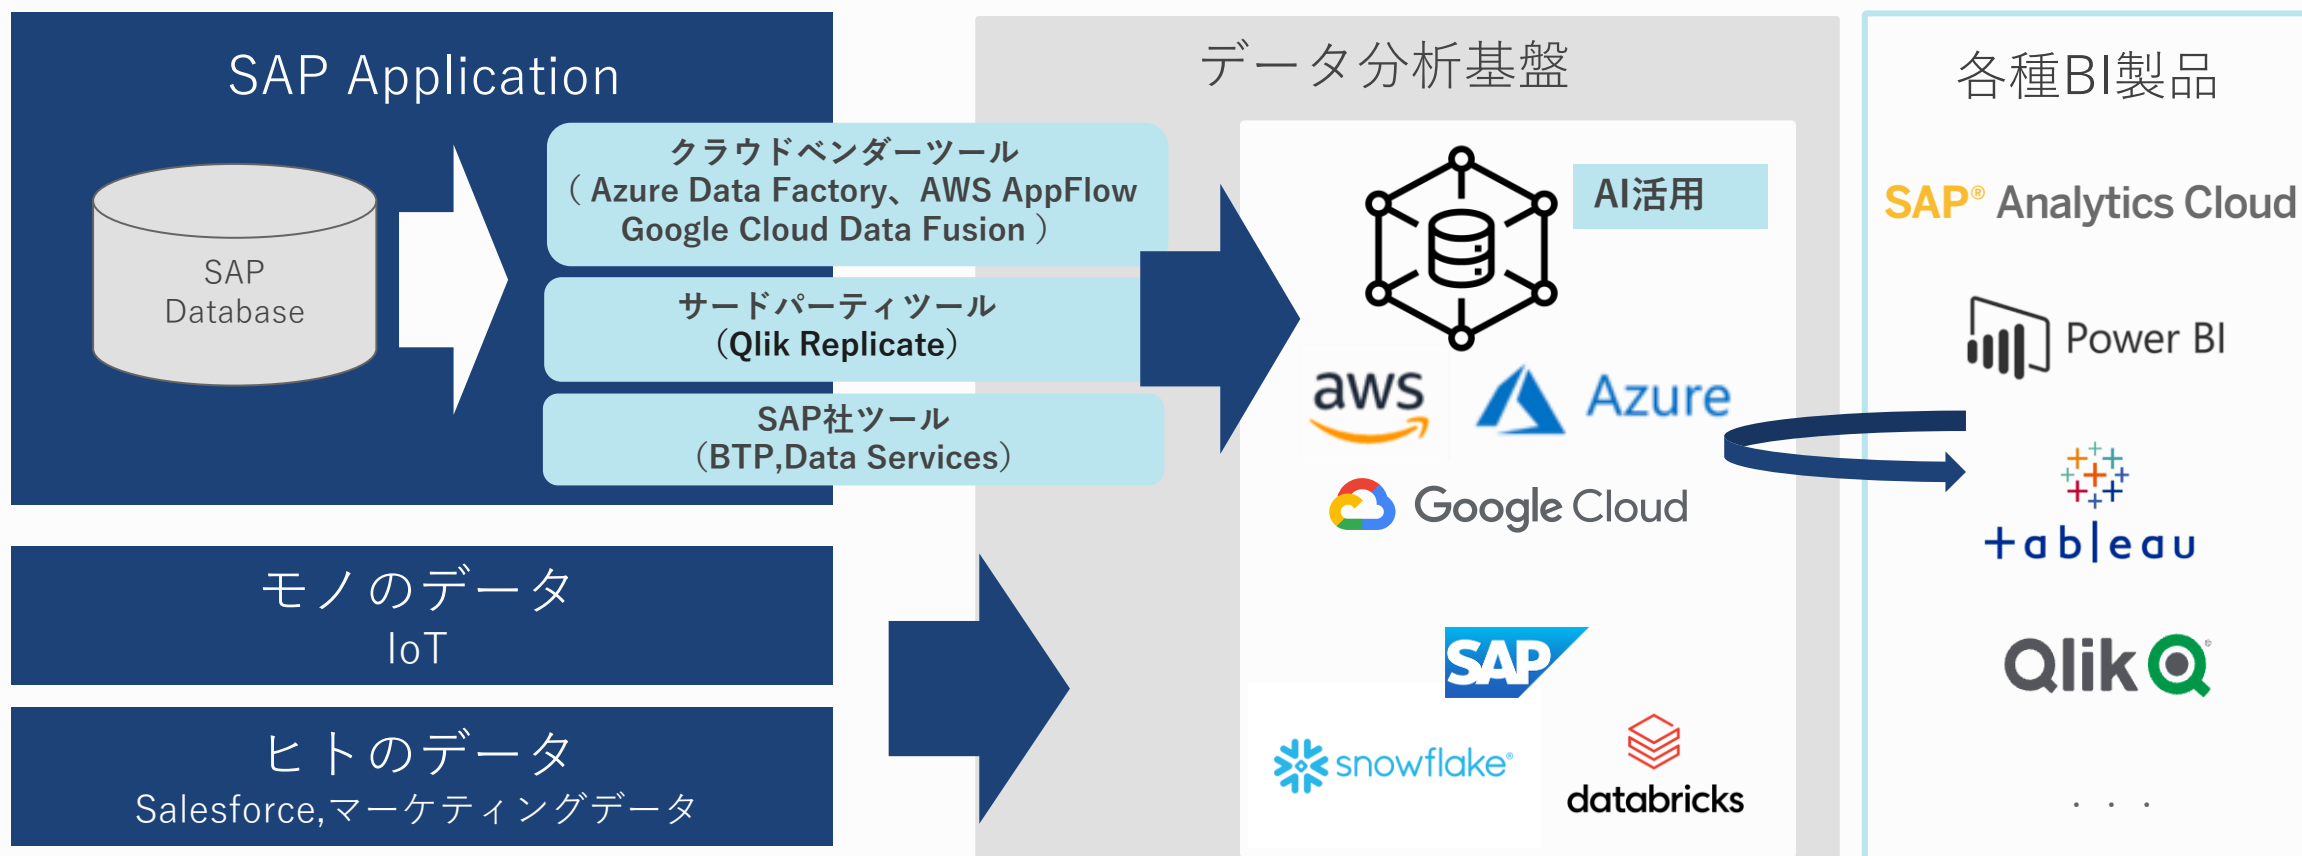 SAP Application
SAP
Database
クラウドベンダーツール
（ Azure Data Factory、AWS AppFlow
Google Cloud Data Fusion ）
サードパーティツール
（Qlik Replicate）
SAP社ツール
（BTP,Data Services）
モノのデータ
IoT
ヒトのデータ
Salesforce,マーケティングデータ
データ分析基盤
AI活用
aws
Azure
Google Cloud
SAP
snowflake®
databricks
各種BI製品
SAP® Analytics Cloud
Power BI
+ableau
Qlik
. . .